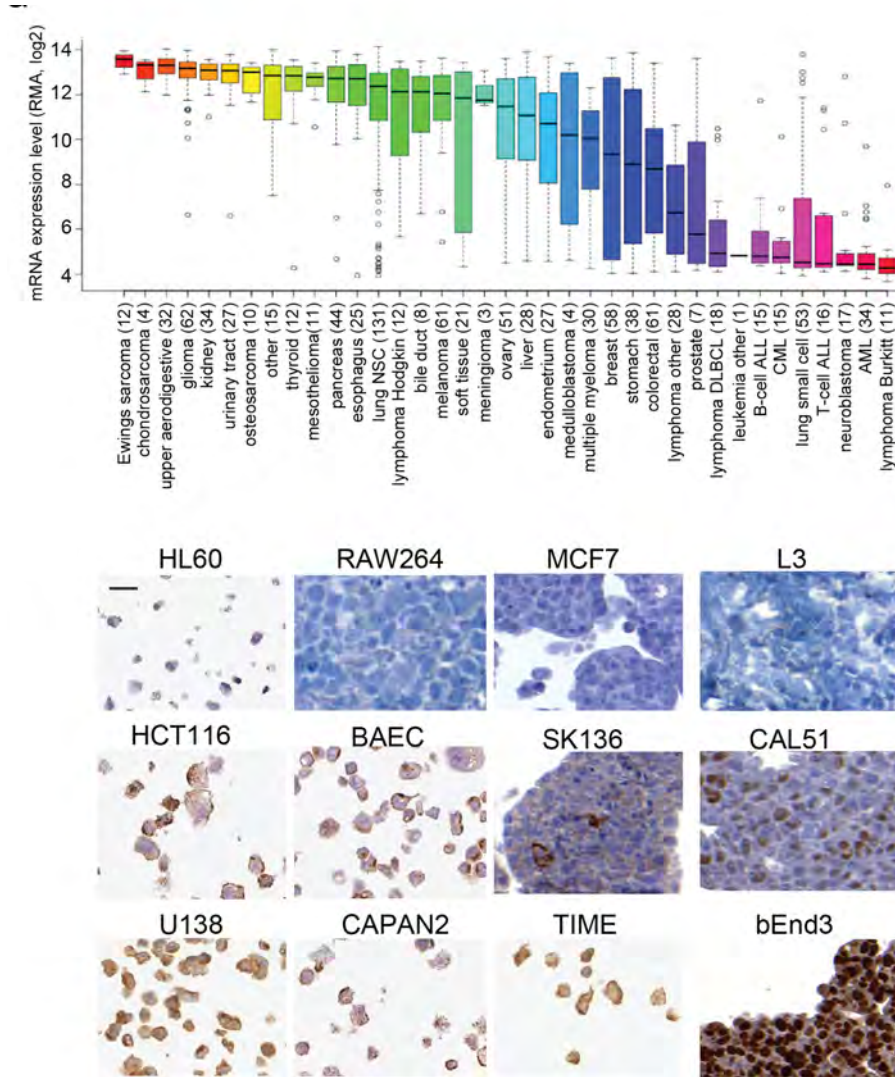 mRNA expression level (RMA, log2)
14
12
10
8
6
4
Ewings sarcoma (12)
chondrosarcoma (4)
upper aerodigestive (32)
glioma (62)
kidney (34)
urinary tract (27)
osteosarcoma (10)
other (15)
thyroid (12)
mesothelioma (11)
pancreas (44)
esophagus (25)
lung NSC (131)
lymphoma Hodgkin (12)
bile duct (8)
melanoma (61)
soft tissue (21)
meningioma (3)
ovary (51)
liver (28)
endometrium (27)
medulloblastoma (4)
multiple myeloma (30)
breast (58)
stomach (38)
colorectal (61)
lymphoma other (28)
prostate (7)
lymphoma DLBCL (18)
leukemia other (1)
B-cell ALL (15)
CML (15)
lung small cell (53)
T-cell ALL (16)
neuroblastoma (17)
AML (34)
lymphoma Burkitt (11)
HL60 RAW264 MCF7 L3
HCT116 BAEC SK136 CAL51
U138 CAPAN2 TIME bEnd3